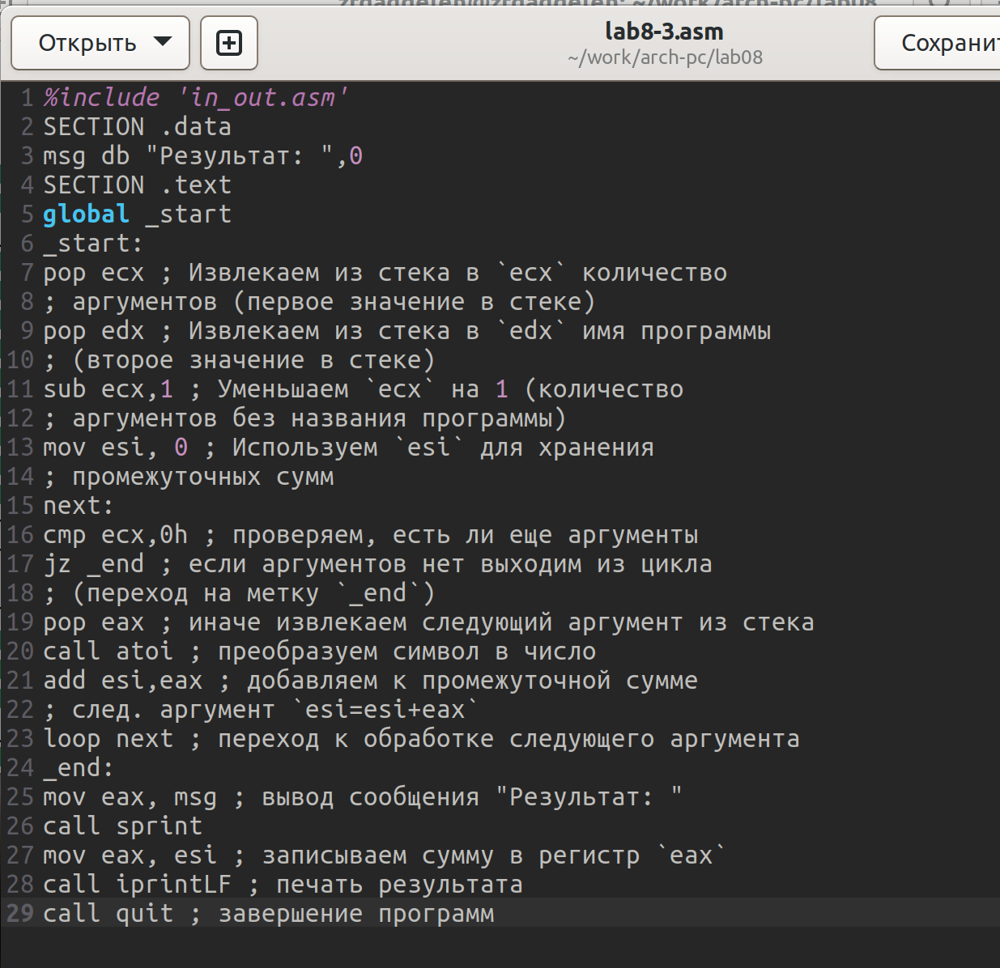 Открыть
lab8-3.asm
~/work/arch-pc/lab08
1 %include 'in_out.asm'
2 SECTION .data
3 msg db "Результат: ",0
4 SECTION .text
5 global _start
6 _start:
7 pop ecx ; Извлекаем из стека в `ecx` количество
8 ; аргументов (первое значение в стеке)
9 pop edx ; Извлекаем из стека в `edx` имя программы
10 ; (второе значение в стеке)
11 sub ecx,1 ; Уменьшаем `ecx` на 1 (количество
12 ; аргументов без названия программы)
13 mov esi, 0 ; Используем `esi` для хранения
14 ; промежуточных сумм
15 next:
16 cmp ecx,0h ; проверяем, есть ли еще аргументы
17 jz _end ; если аргументов нет выходим из цикла
18 ; (переход на метку `_end`)
19 pop eax ; иначе извлекаем следующий аргумент из стека
20 call atoi ; преобразуем символ в число
21 add esi,eax ; добавляем к промежуточной сумме
22 ; след. аргумент `esi=esi+eax`
23 loop next ; переход к обработке следующего аргумента
24 _end:
25 mov eax, msg ; вывод сообщения "Результат: "
26 call sprint
27 mov eax, esi ; записываем сумму в регистр `eax`
28 call iprintLF ; печать результата
29 call quit ; завершение программ